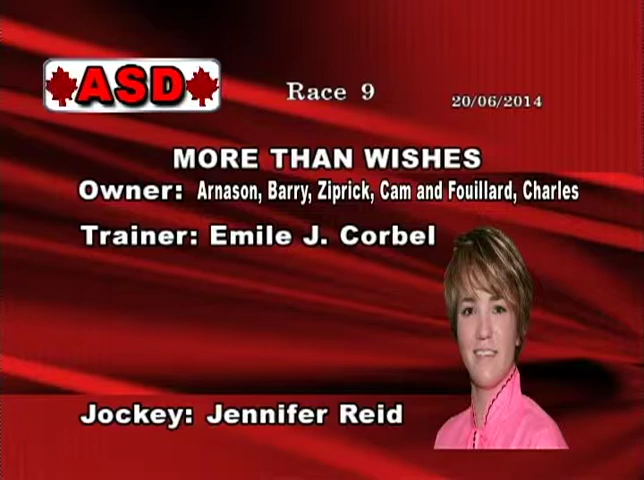 ASD
Race 9
20/06/2014
MORE THAN WISHES
Owner: Arnason, Barry, Ziprick, Cam and Fouillard, Charles
Trainer: Emile J. Corbel
Jockey: Jennifer Reid